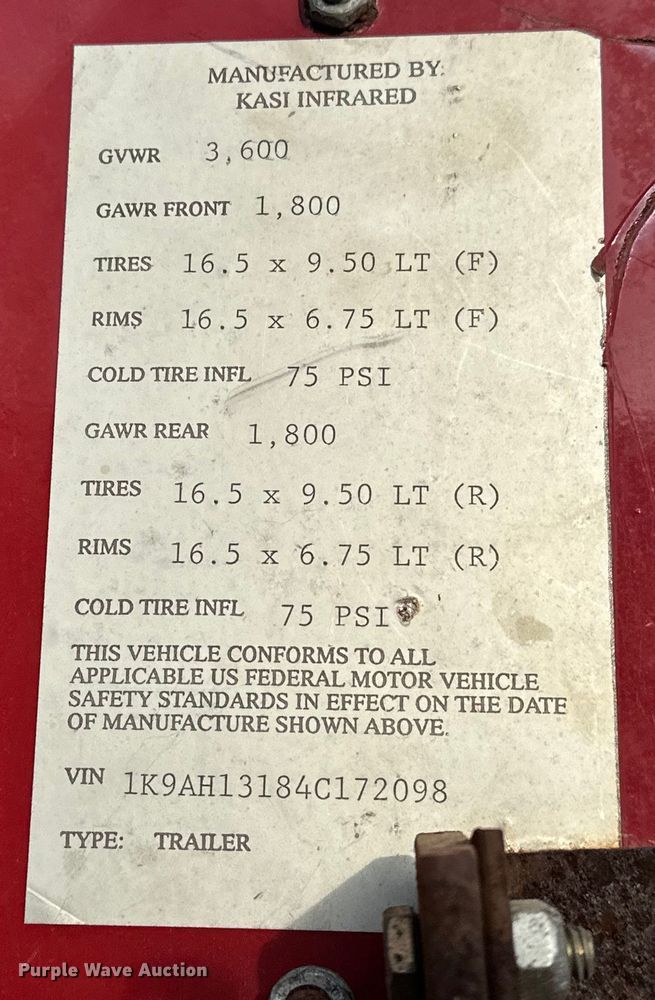 MANUFACTURED BY:
KASI INFRARED
GVWR 3,600
GAWR FRONT 1,800
TIRES 16.5 x 9.50 LT (F)
RIMS 16.5 x 6.75 LT (F)
COLD TIRE INFL 75 PSI
GAWR REAR 1,800
TIRES 16.5 x 9.50 LT (R)
RIMS 16.5 x 6.75 LT (R)
COLD TIRE INFL 75 PSI
THIS VEHICLE CONFORMS TO ALL
APPLICABLE US FEDERAL MOTOR VEHICLE
SAFETY STANDARDS IN EFFECT ON THE DATE
OF MANUFACTURE SHOWN ABOVE.
VIN 1K9AH13184C172098
TYPE: TRAILER
Purple Wave Auction